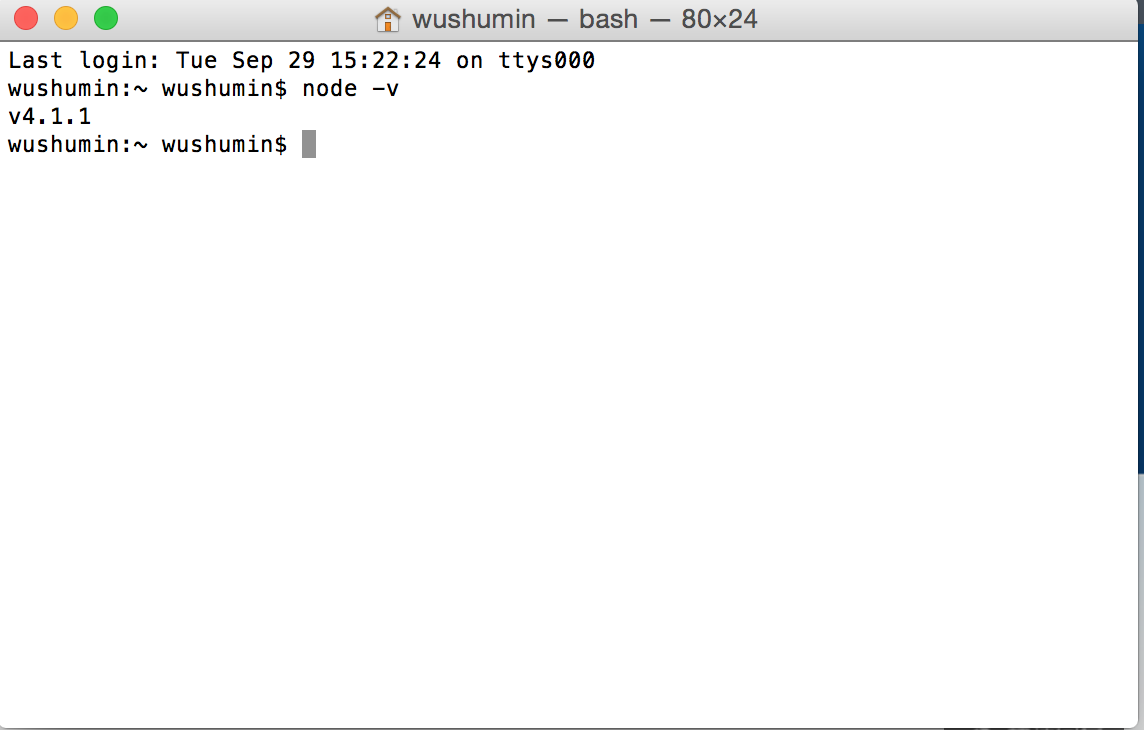 wushumin — bash — 80×24
Last login: Tue Sep 29 15:22:24 on ttys000
wushumin:~ wushumin$ node -v
v4.1.1
wushumin:~ wushumin$